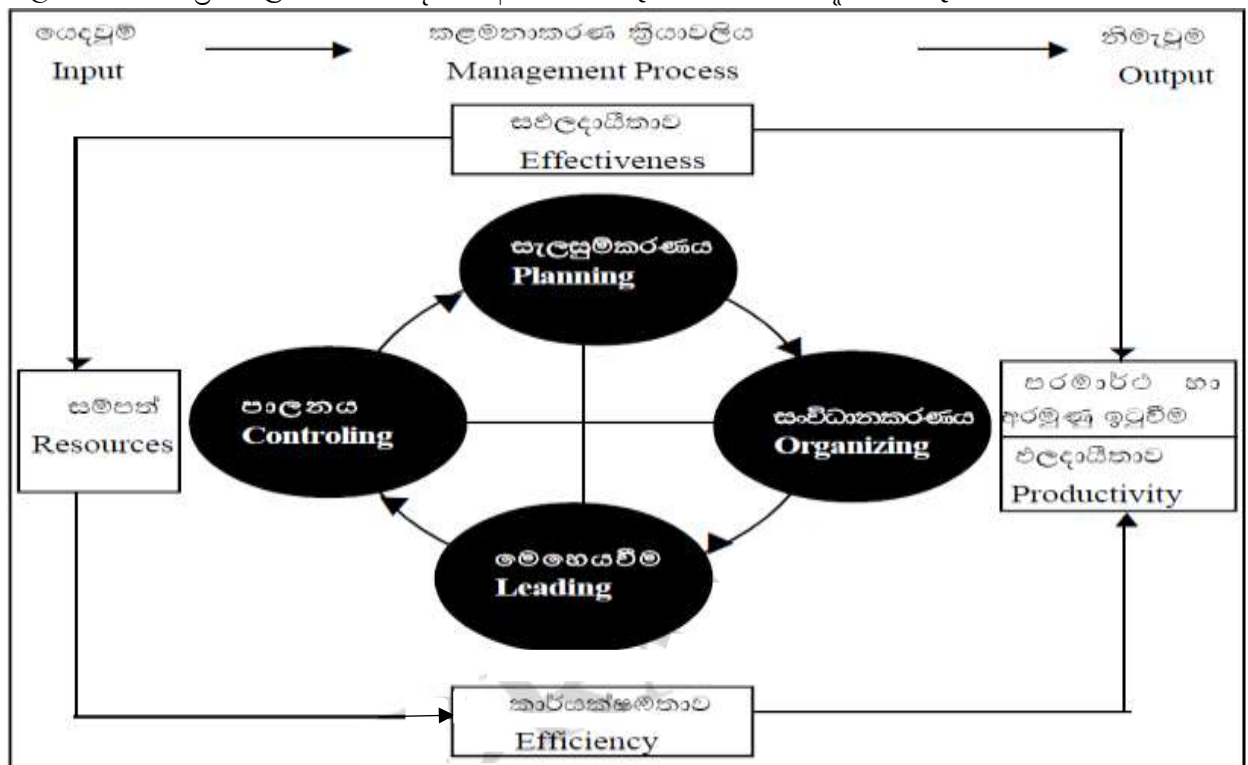 යෙදවුම්
Input
කළමනාකරණ ක්‍රියාවලිය
Management Process
නිමැවුම
Output
සඵලදායීතාව
Effectiveness
සැලසුම්කරණය
Planning
සම්පත්
Resources
පාලනය
Controling
සංවිධානකරණය
Organizing
පරමාර්ථ හා
අරමුණු ඉටුවීම
ඵලදායීතාව
Productivity
මෙහෙයවීම
Leading
කාර්යක්ෂමතාව
Efficiency